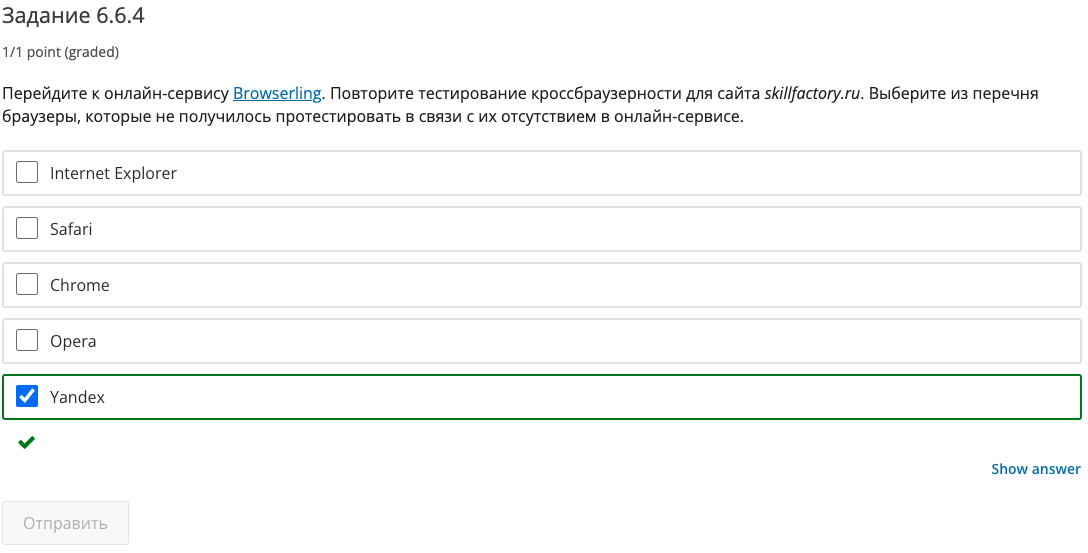 Задание 6.6.4
1/1 point (graded)
Перейдите к онлайн-сервису Browserling. Повторите тестирование кроссбраузерности для сайта skillfactory.ru. Выберите из перечня
браузеры, которые не получилось протестировать в связи с их отсутствием в онлайн-сервисе.
Internet Explorer
Safari
Chrome
Opera
Yandex
Show answer
Отправить